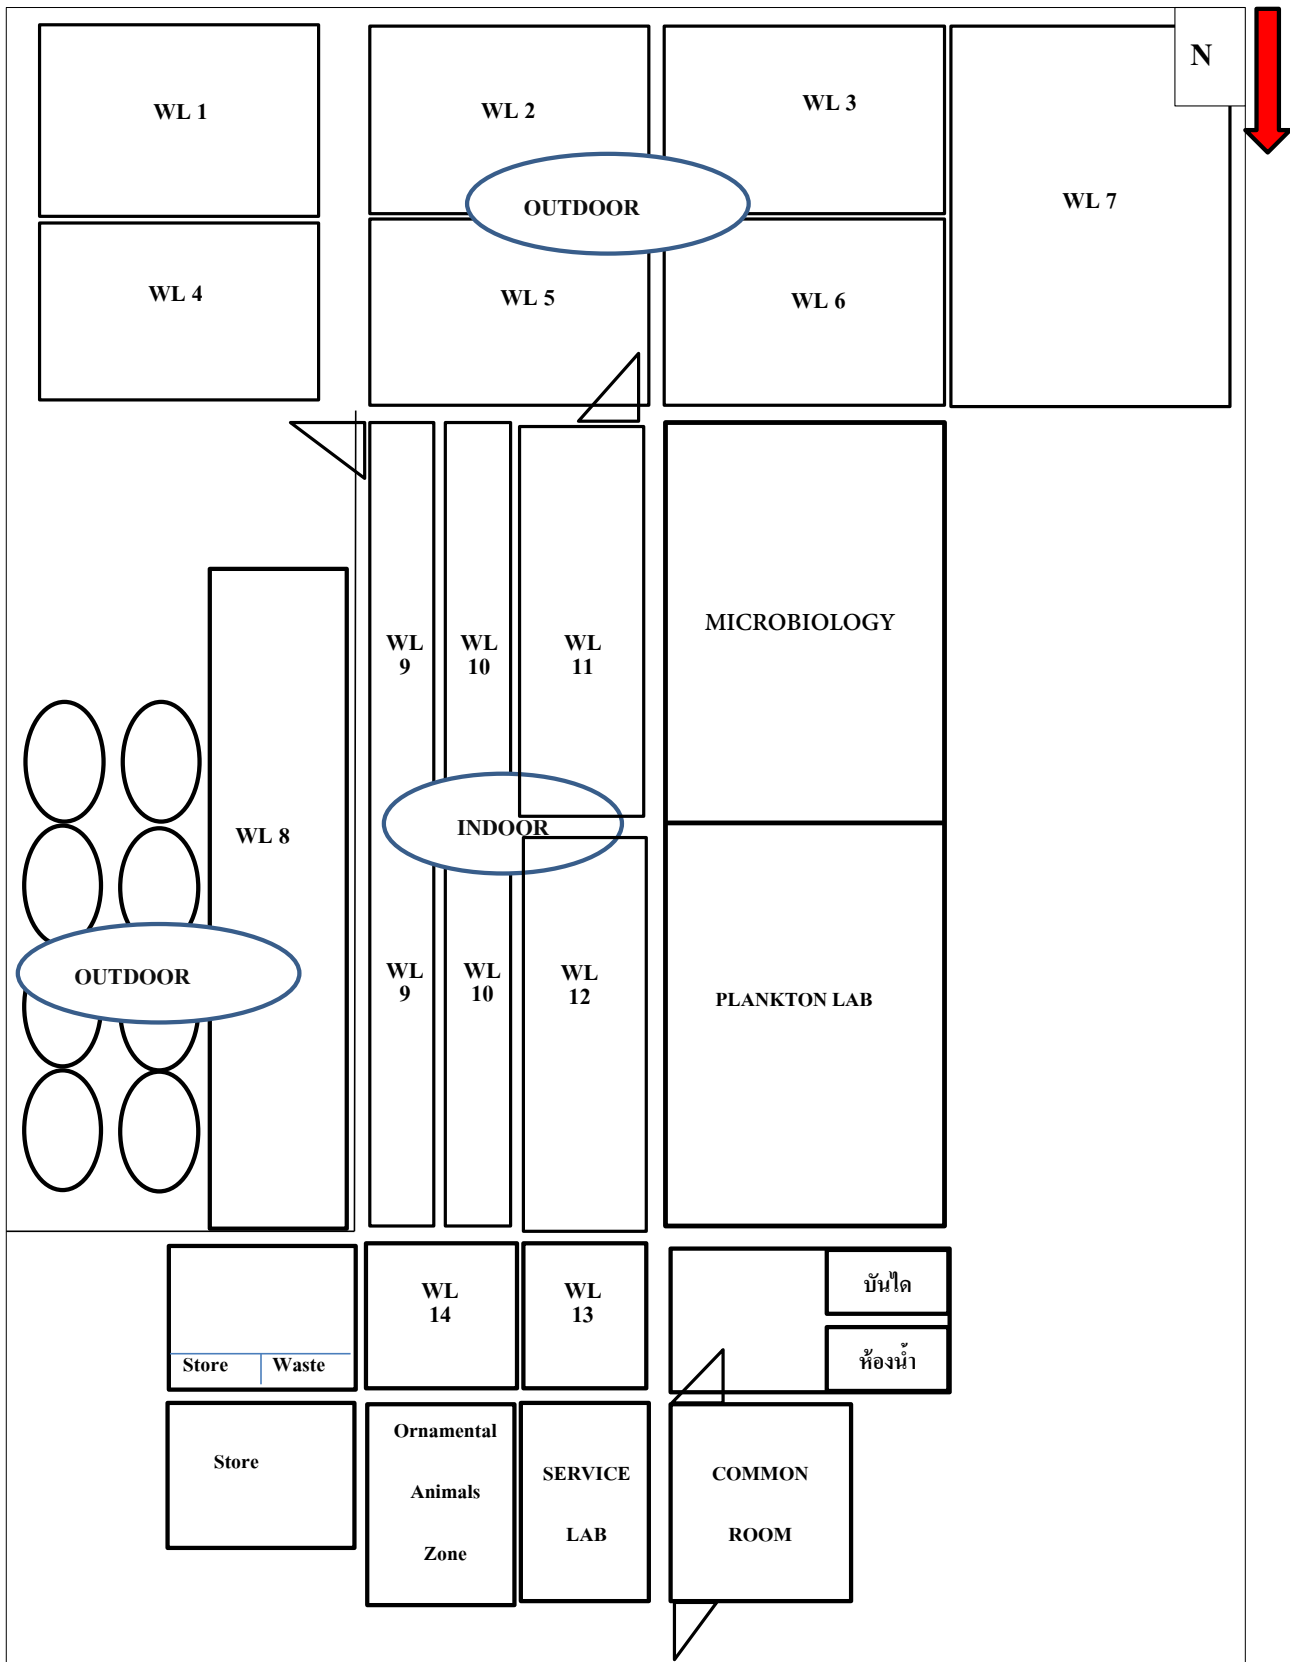 N
WL 1
WL 2
WL 3
WL 7
OUTDOOR
WL 4
WL 5
WL 6
MICROBIOLOGY
WL
9
WL
10
WL
11
WL 8
INDOOR
OUTDOOR
WL
9
WL
10
WL
12
PLANKTON LAB
WL
14
WL
13
บันได
ห้องน้ำ
Store
Waste
Store
Ornamental
Animals
Zone
SERVICE
LAB
COMMON
ROOM